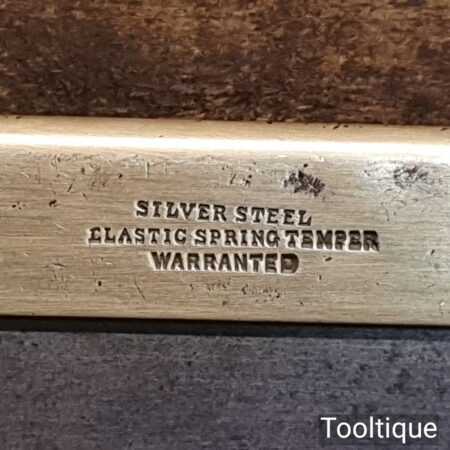 SILVER STEEL
ELASTIC SPRING TEMPER
WARRANTED
Tooltique